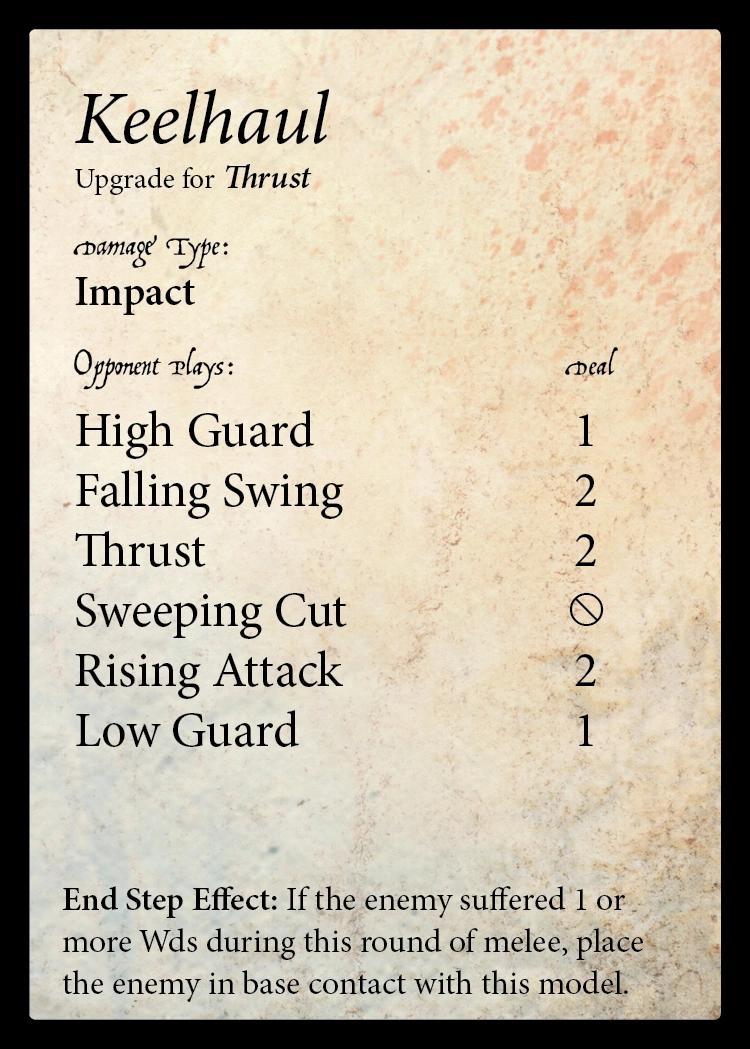 Keelhaul
Upgrade for Thrust
Damage Type:
Impact
Opponent Plays: Deal
High Guard 1
Falling Swing 2
Thrust 2
Sweeping Cut 🛇
Rising Attack 2
Low Guard 1
End Step Effect: If the enemy suffered 1 or
more Wds during this round of melee, place
the enemy in base contact with this model.